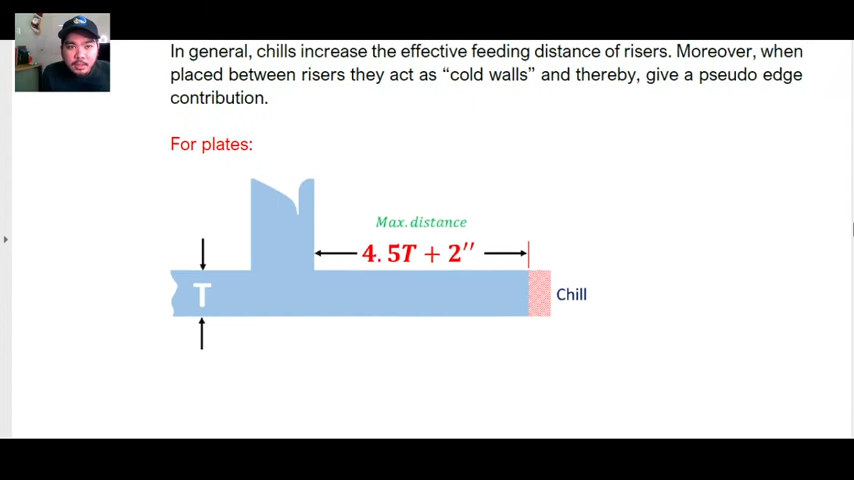 In general, chills increase the effective feeding distance of risers. Moreover, when
placed between risers they act as “cold walls” and thereby, give a pseudo edge
contribution.
For plates:
Max. distance
4.5T + 2′′
T
Chill